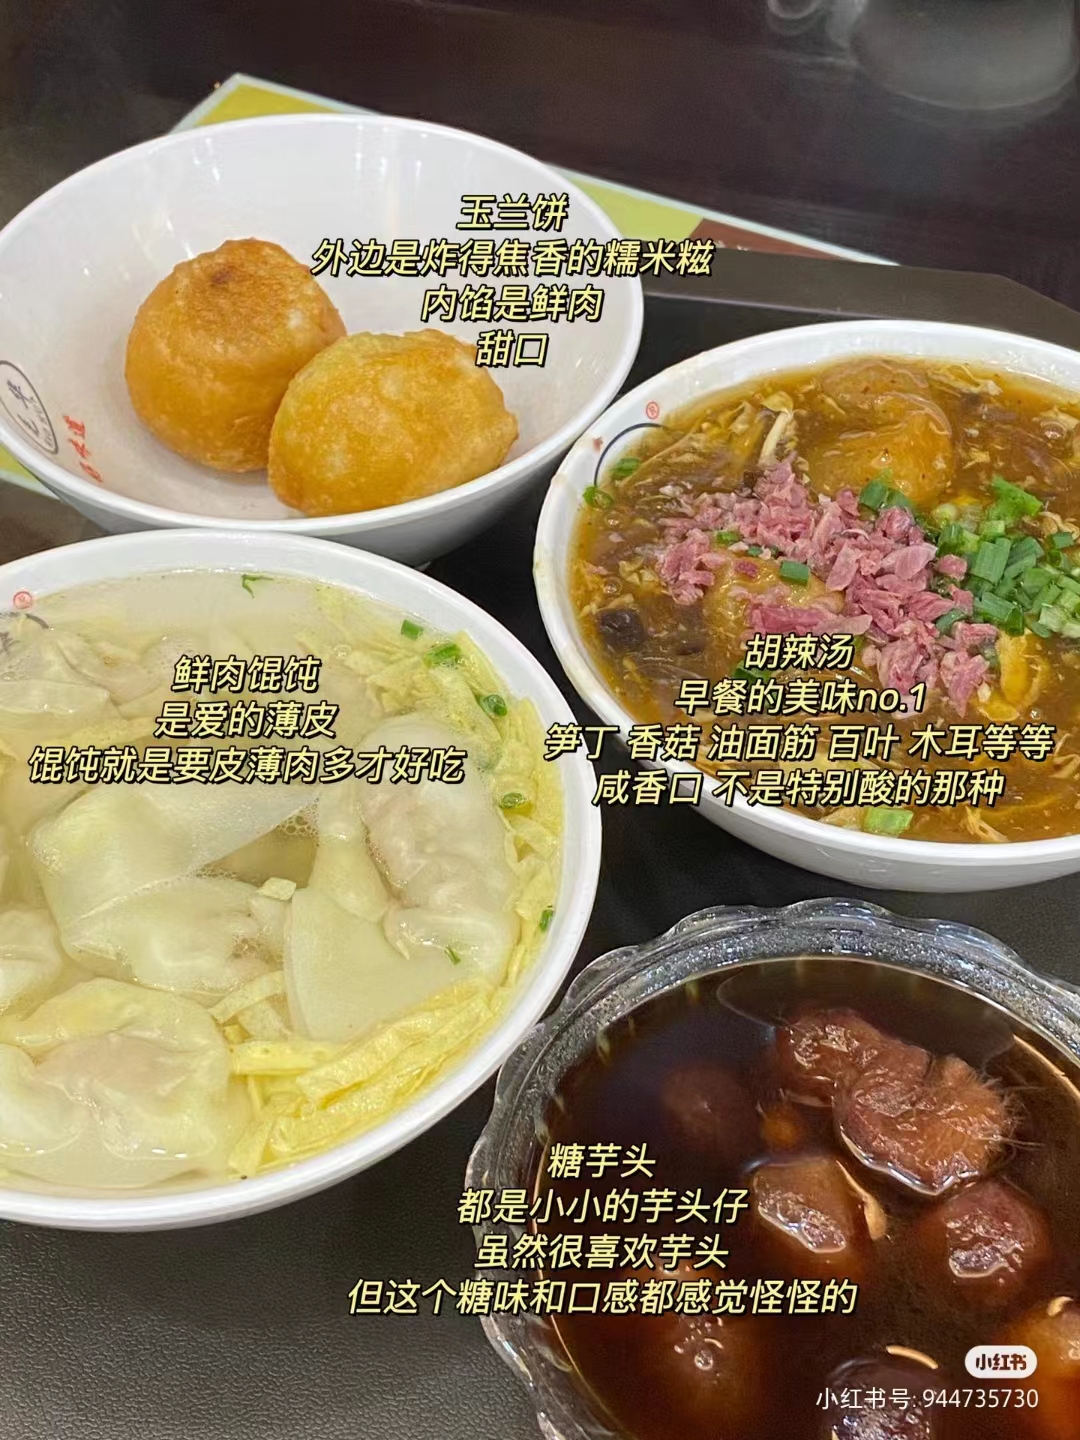 玉兰饼
外边是炸得焦香的糯米糍
内馅是鲜肉
甜口
胡辣汤
早餐的美味no.1
笋丁 香菇 油面筋 百叶 木耳等等
咸香口 不是特别酸的那种
鲜肉馄饨
是爱的薄皮
馄饨就是要皮薄肉多才好吃
糖芋头
都是小小的芋头仔
虽然很喜欢芋头
但这个糖味和口感都感觉怪怪的
小红书
小红书号: 944735730